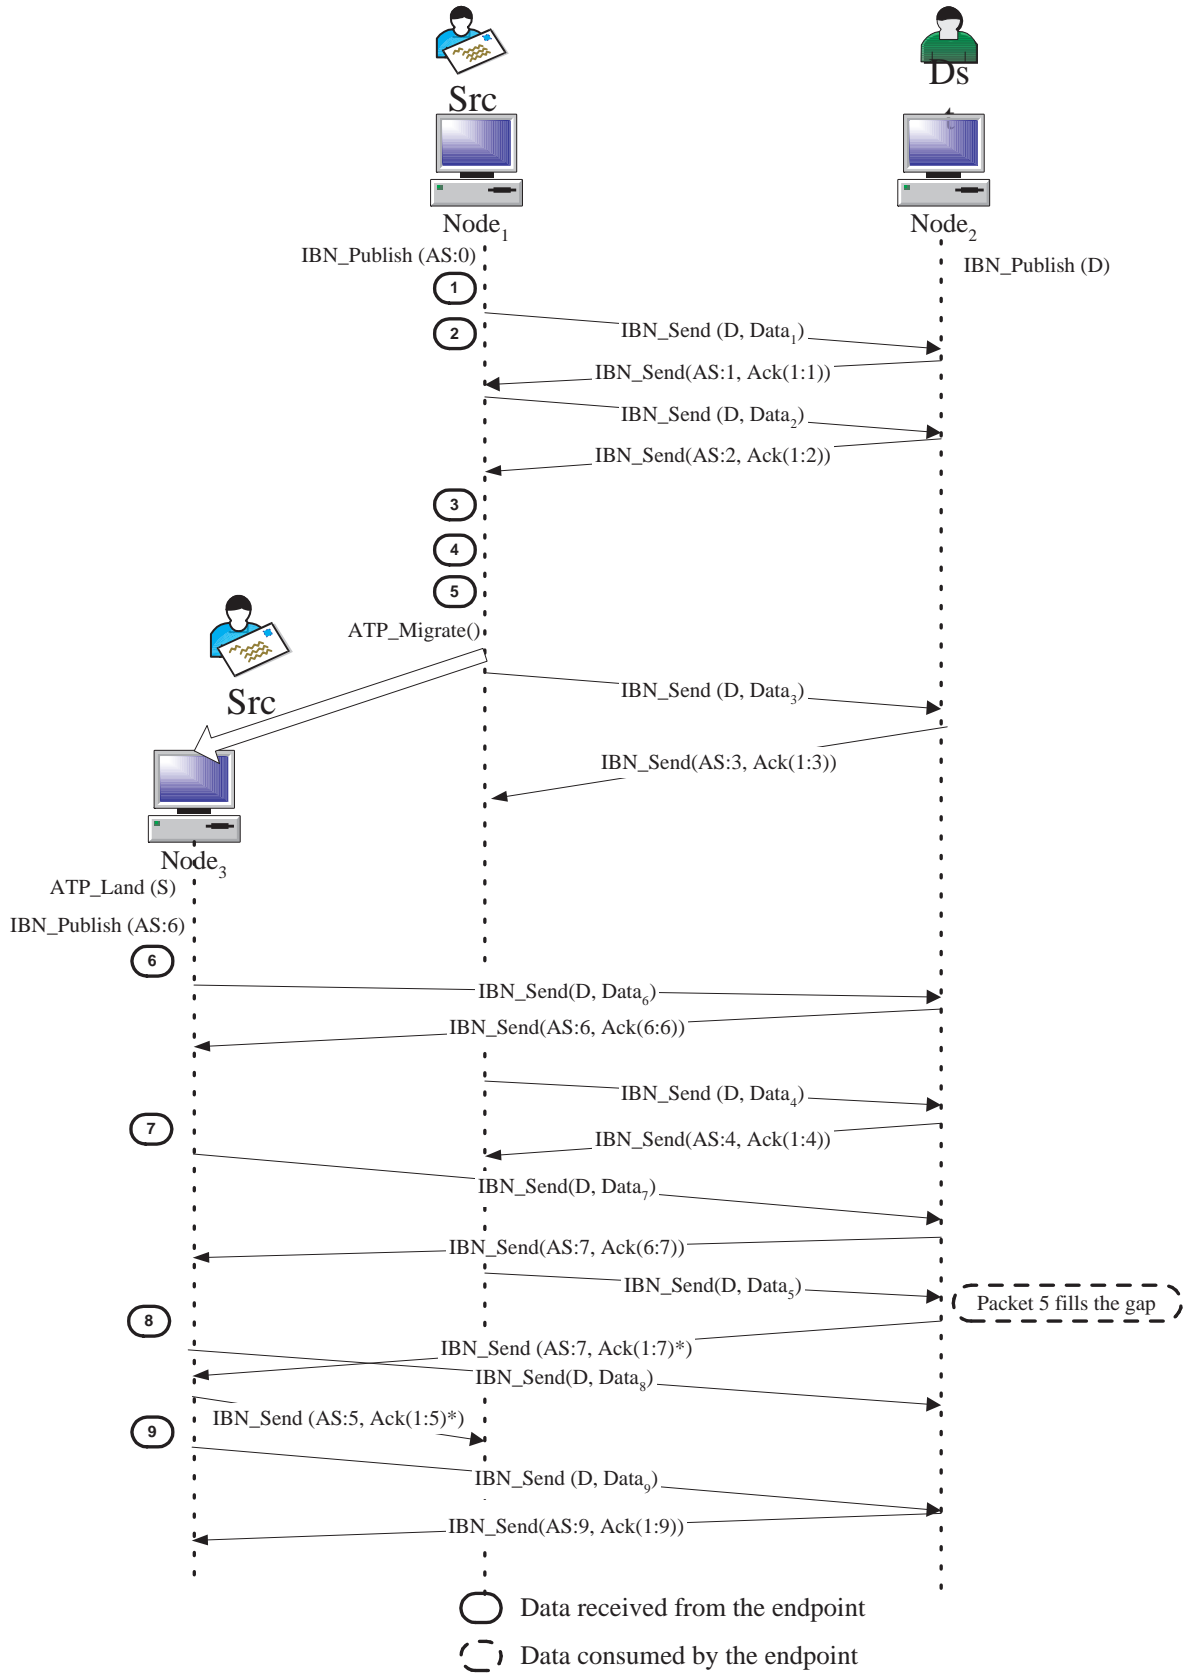 Src
Ds
t
Node1
Node2
IBN_Publish (AS:0)
IBN_Publish (D)
1
2
IBN_Send (D, Data1)
IBN_Send(AS:1, Ack(1:1))
IBN_Send (D, Data2)
IBN_Send(AS:2, Ack(1:2))
3
4
5
ATP_Migrate()
Src
IBN_Send (D, Data3)
IBN_Send(AS:3, Ack(1:3))
Node3
ATP_Land (S)
IBN_Publish (AS:6)
6
IBN_Send(D, Data6)
IBN_Send(AS:6, Ack(6:6))
IBN_Send (D, Data4)
7
IBN_Send(AS:4, Ack(1:4))
IBN_Send(D, Data7)
IBN_Send(AS:7, Ack(6:7))
IBN_Send(D, Data5)
Packet 5 fills the gap
8
IBN_Send (AS:7, Ack(1:7)*)
IBN_Send(D, Data8)
IBN_Send (AS:5, Ack(1:5)*)
9
IBN_Send (D, Data9)
IBN_Send(AS:9, Ack(1:9))
Data received from the endpoint
Data consumed by the endpoint